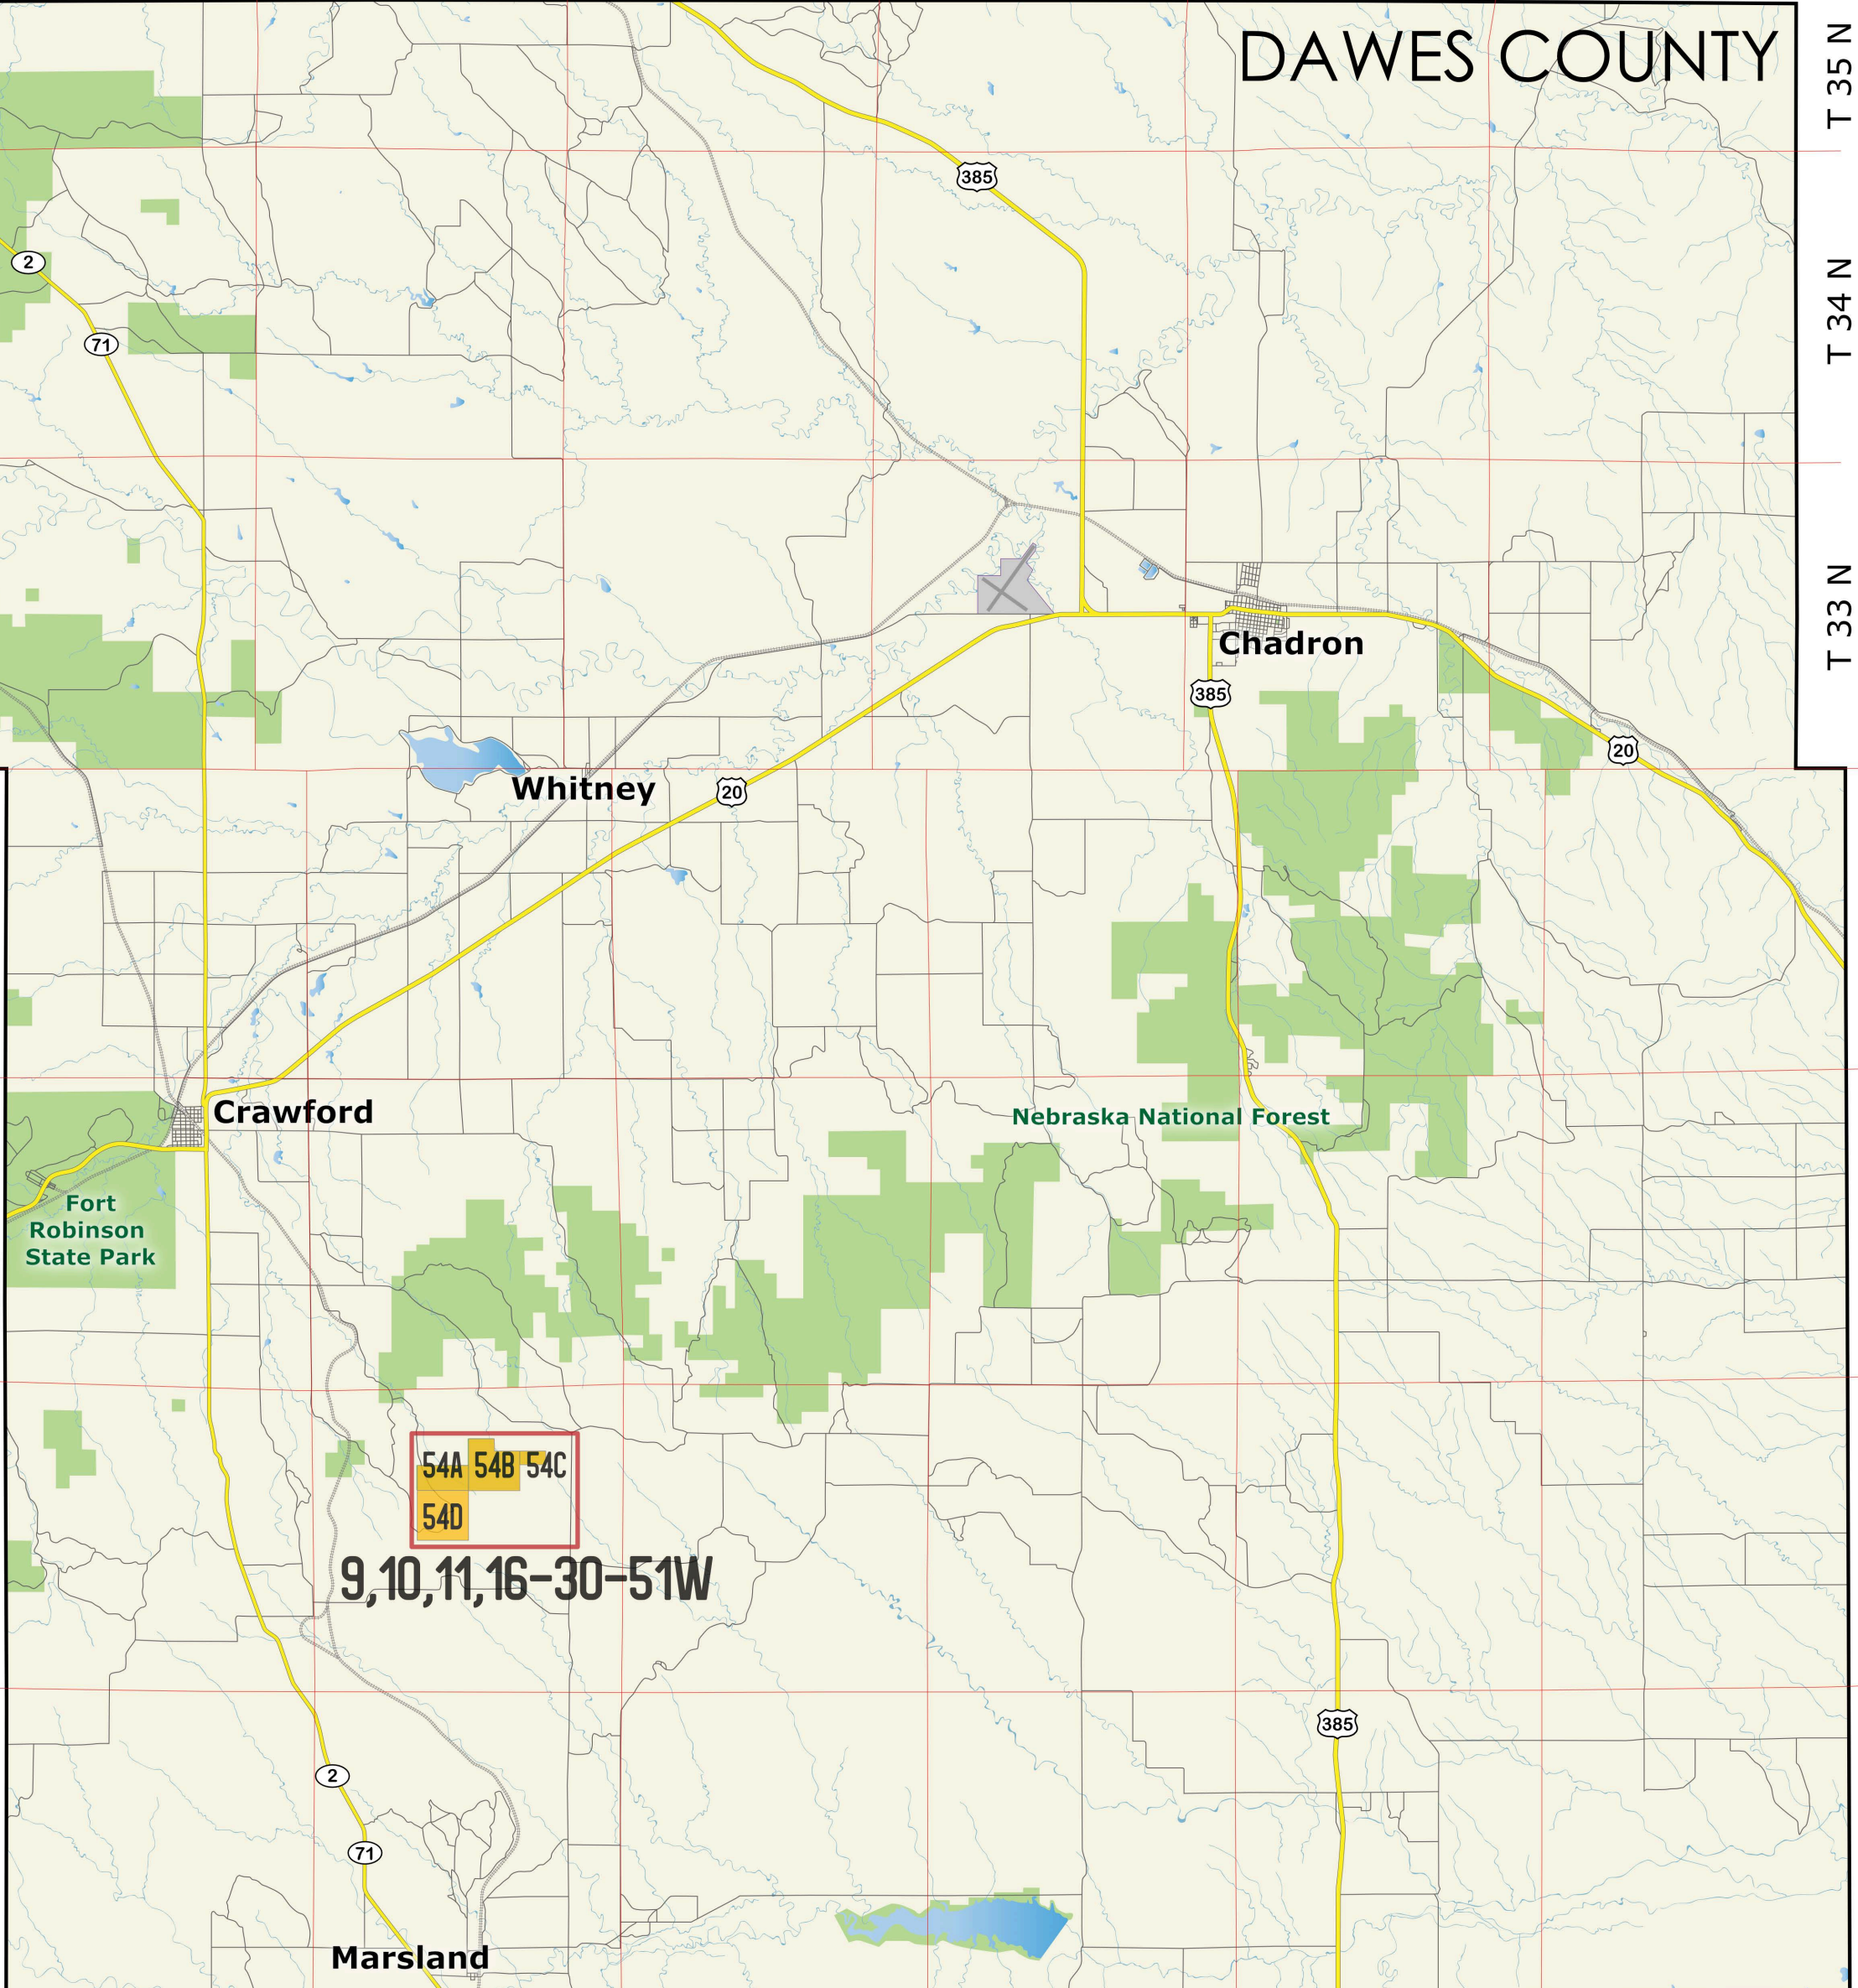 DAWES COUNTY
T 35 N
385
2
T 34 N
71
T 33 N
Chadron
385
20
Whitney
20
Crawford
Nebraska National Forest
Fort
Robinson
State Park
54A 54B 54C
54D
9,10,11,16-30-51W
385
2
71
Marsland